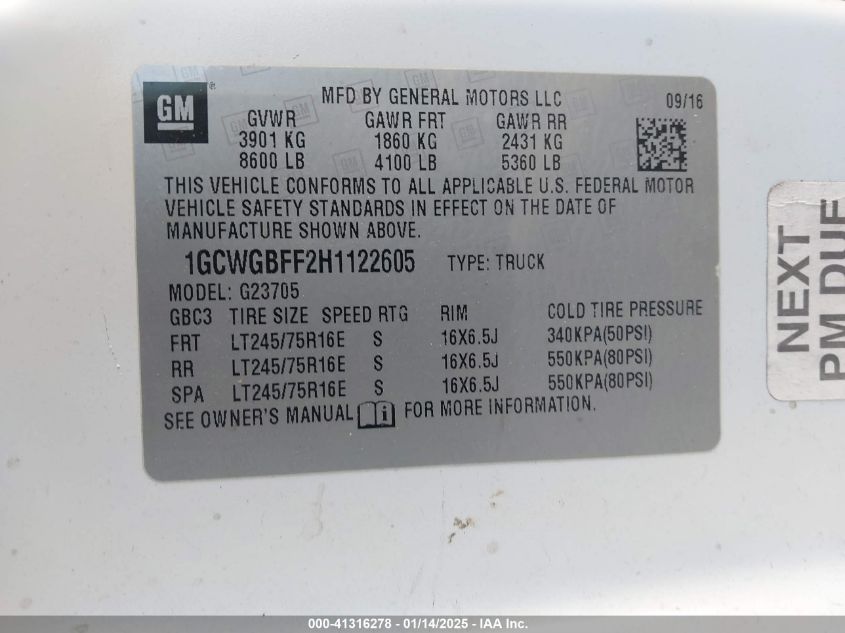 GM ®
MFD BY GENERAL MOTORS LLC 09/16
GVWR GAWR FRT GAWR RR
3901 KG 1860 KG 2431 KG
8600 LB 4100 LB 5360 LB
THIS VEHICLE CONFORMS TO ALL APPLICABLE U.S. FEDERAL MOTOR
VEHICLE SAFETY STANDARDS IN EFFECT ON THE DATE OF
MANUFACTURE SHOWN ABOVE.
1GCWGBFF2H1122605 TYPE: TRUCK
MODEL: G23705
GBC3 TIRE SIZE SPEED RTG RIM COLD TIRE PRESSURE
FRT LT245/75R16E S 16X6.5J 340KPA(50PSI)
RR LT245/75R16E S 16X6.5J 550KPA(80PSI)
SPA LT245/75R16E S 16X6.5J 550KPA(80PSI)
SEE OWNER'S MANUAL i FOR MORE INFORMATION.
NEXT
PM DUE
000-41316278 - 01/14/2025 - IAA Inc.